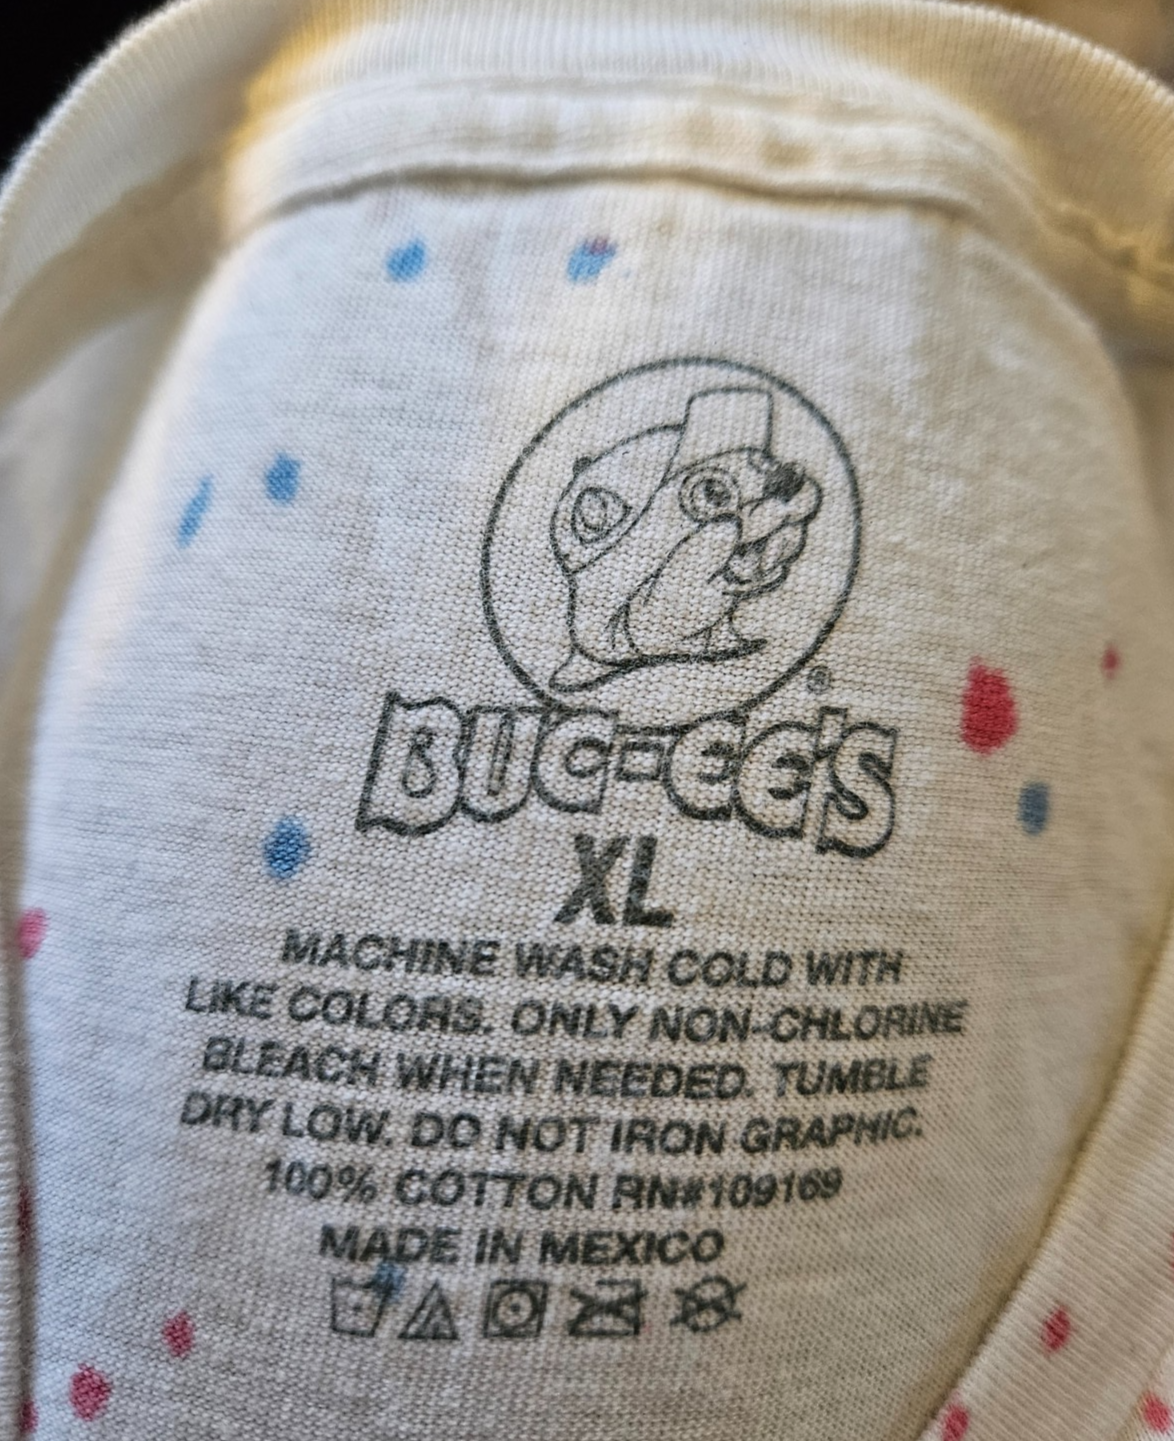 ®
BUC-EE'S
XL
MACHINE WASH COLD WITH
LIKE COLORS. ONLY NON-CHLORINE
BLEACH WHEN NEEDED. TUMBLE
DRY LOW. DO NOT IRON GRAPHIC.
100% COTTON RN#109169
MADE IN MEXICO